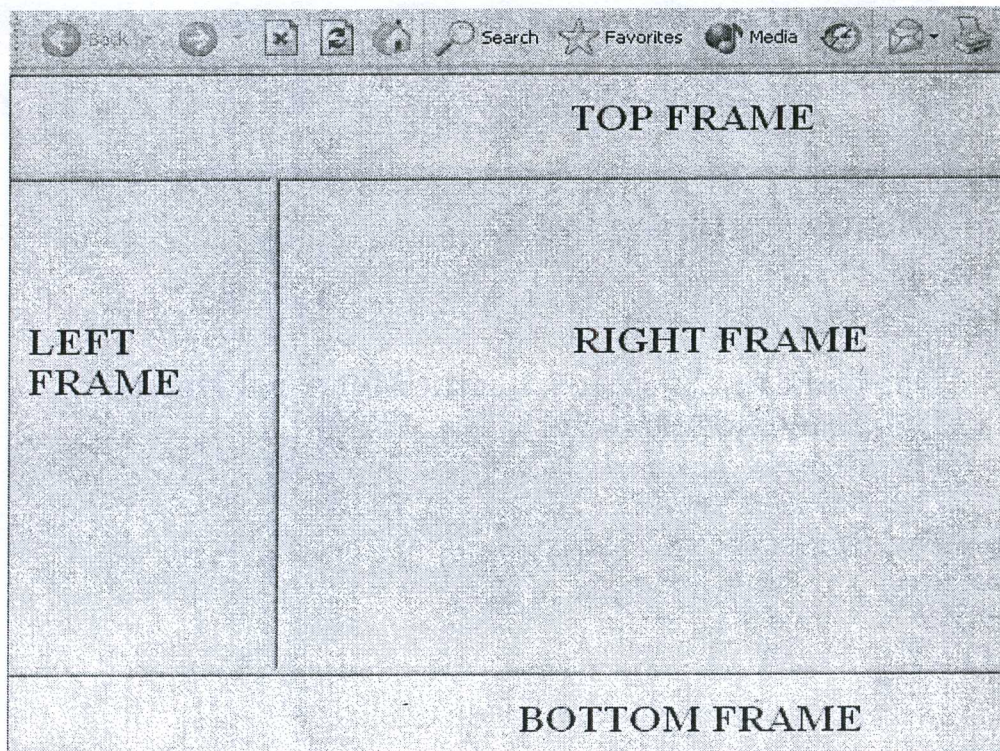 Back Search Favorites Media
TOP FRAME
LEFT
FRAME
RIGHT FRAME
BOTTOM FRAME